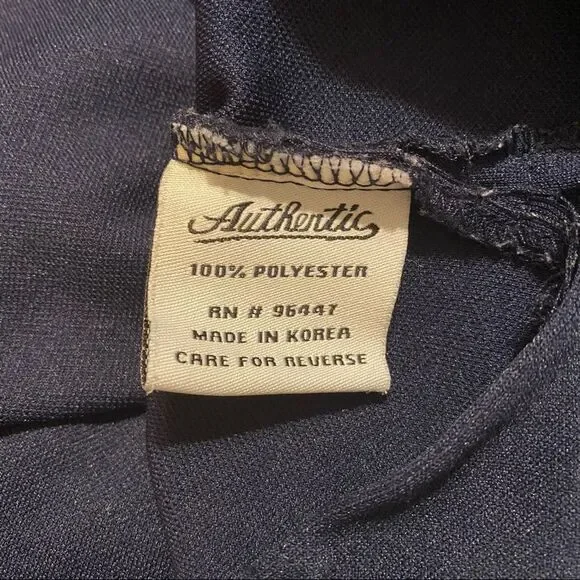 Authentic
100% POLYESTER
RN # 96447
MADE IN KOREA
CARE FOR REVERSE